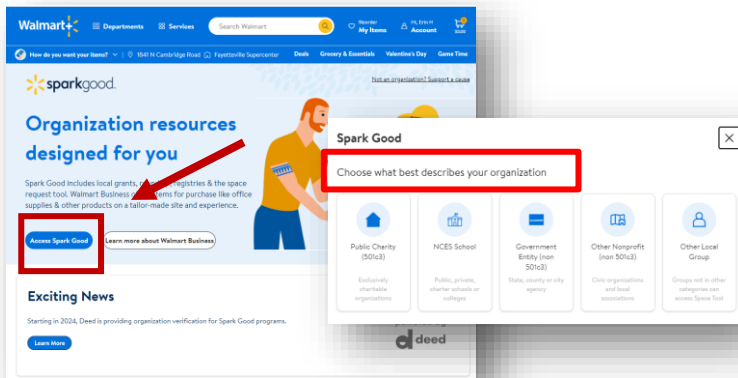 Walmart+ Departments Services Search Walmart Reorder My Items Hi, Erin H Account
How do you want your items? 1841 N Cambridge Road Fayetteville Supercenter Deals Grocery & Essentials Valentine's Day Game Time
sparkgood.
Not an organization? Support a cause
Organization resources
designed for you
Spark Good includes local grants, registries & the space
request tool. Walmart Business items for purchase like office
supplies & other products on a tailor-made site and experience.
Access Spark Good Learn more about Walmart Business
Exciting News
Starting in 2024, Deed is providing organization verification for Spark Good programs.
Learn More
deed
Spark Good
Choose what best describes your organization
Public Charity
(501c3)
Exclusively
charitable
organizations
NCES School
Public, private,
charter schools or
colleges
Government
Entity (non
501c3)
State, county or city
agency
Other Nonprofit
(non 501c3)
Civic organizations
and local
associations
Other Local
Group
Groups not in other
categories can
access Space Tool